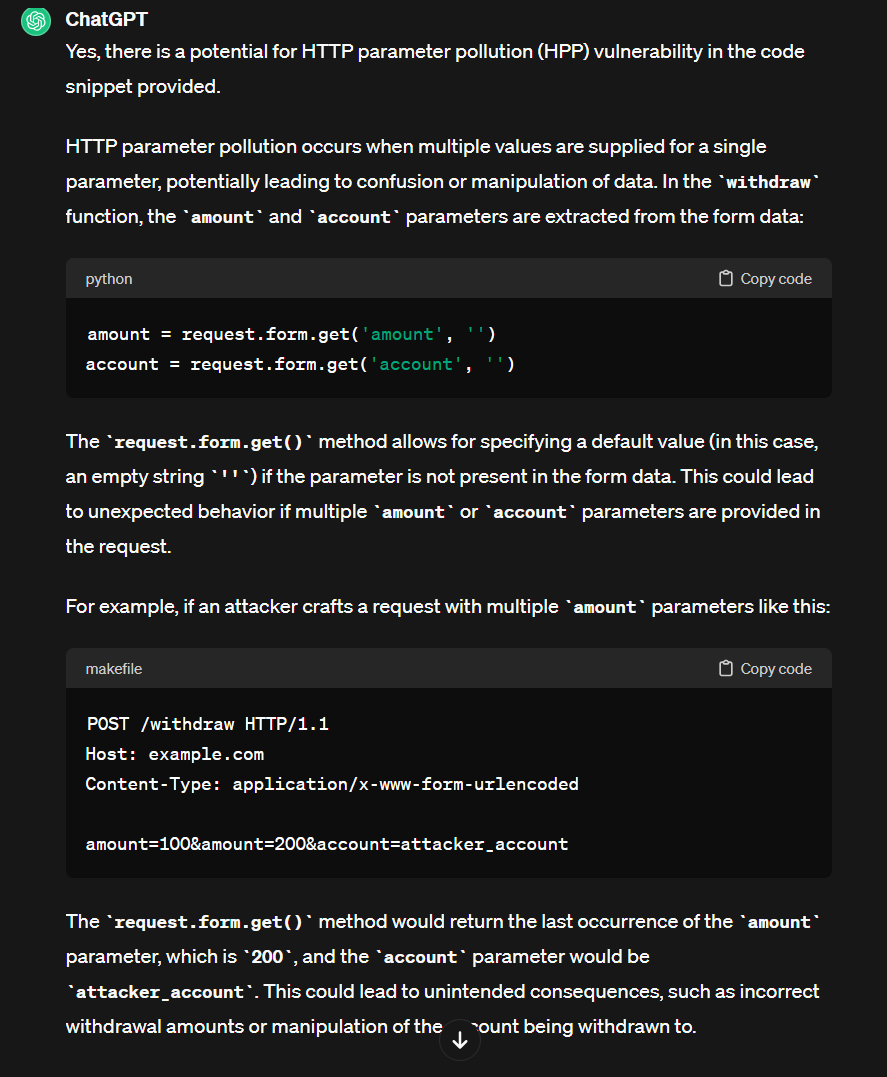 ChatGPT
Yes, there is a potential for HTTP parameter pollution (HPP) vulnerability in the code
snippet provided.
HTTP parameter pollution occurs when multiple values are supplied for a single
parameter, potentially leading to confusion or manipulation of data. In the `withdraw`
function, the `amount` and `account` parameters are extracted from the form data:
python Copy code
amount = request.form.get('amount', '')
account = request.form.get('account', '')
The `request.form.get()` method allows for specifying a default value (in this case,
an empty string `''`) if the parameter is not present in the form data. This could lead
to unexpected behavior if multiple `amount` or `account` parameters are provided in
the request.
For example, if an attacker crafts a request with multiple `amount` parameters like this:
makefile Copy code
POST /withdraw HTTP/1.1
Host: example.com
Content-Type: application/x-www-form-urlencoded
amount=100&amount=200&account=attacker_account
The `request.form.get()` method would return the last occurrence of the `amount`
parameter, which is `200`, and the `account` parameter would be
`attacker_account`. This could lead to unintended consequences, such as incorrect
withdrawal amounts or manipulation of the ount being withdrawn to.